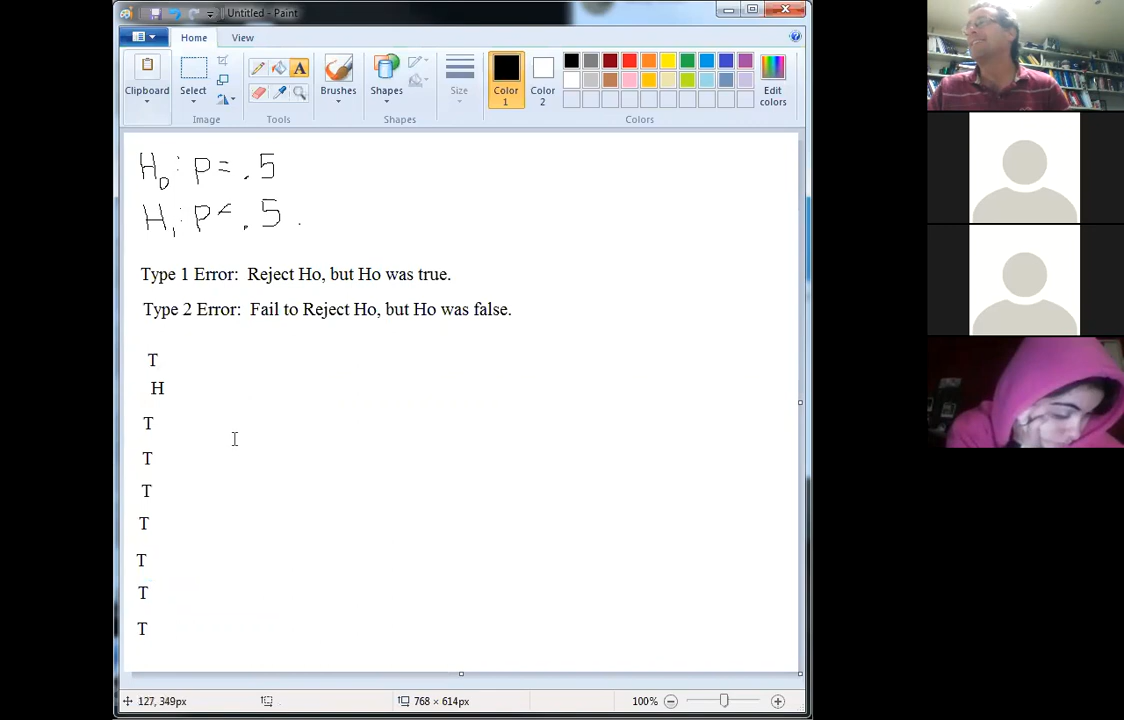 Untitled - Paint
Home View
Clipboard
Select
Image
Tools
Brushes
Shapes
Shapes
Size
Color 1
Color 2
Edit colors
Colors
H0: P = .5
H1: P < .5 .
Type 1 Error: Reject Ho, but Ho was true.
Type 2 Error: Fail to Reject Ho, but Ho was false.
T
H
T
T
T
T
T
T
T
127, 349px
768 × 614px
100%